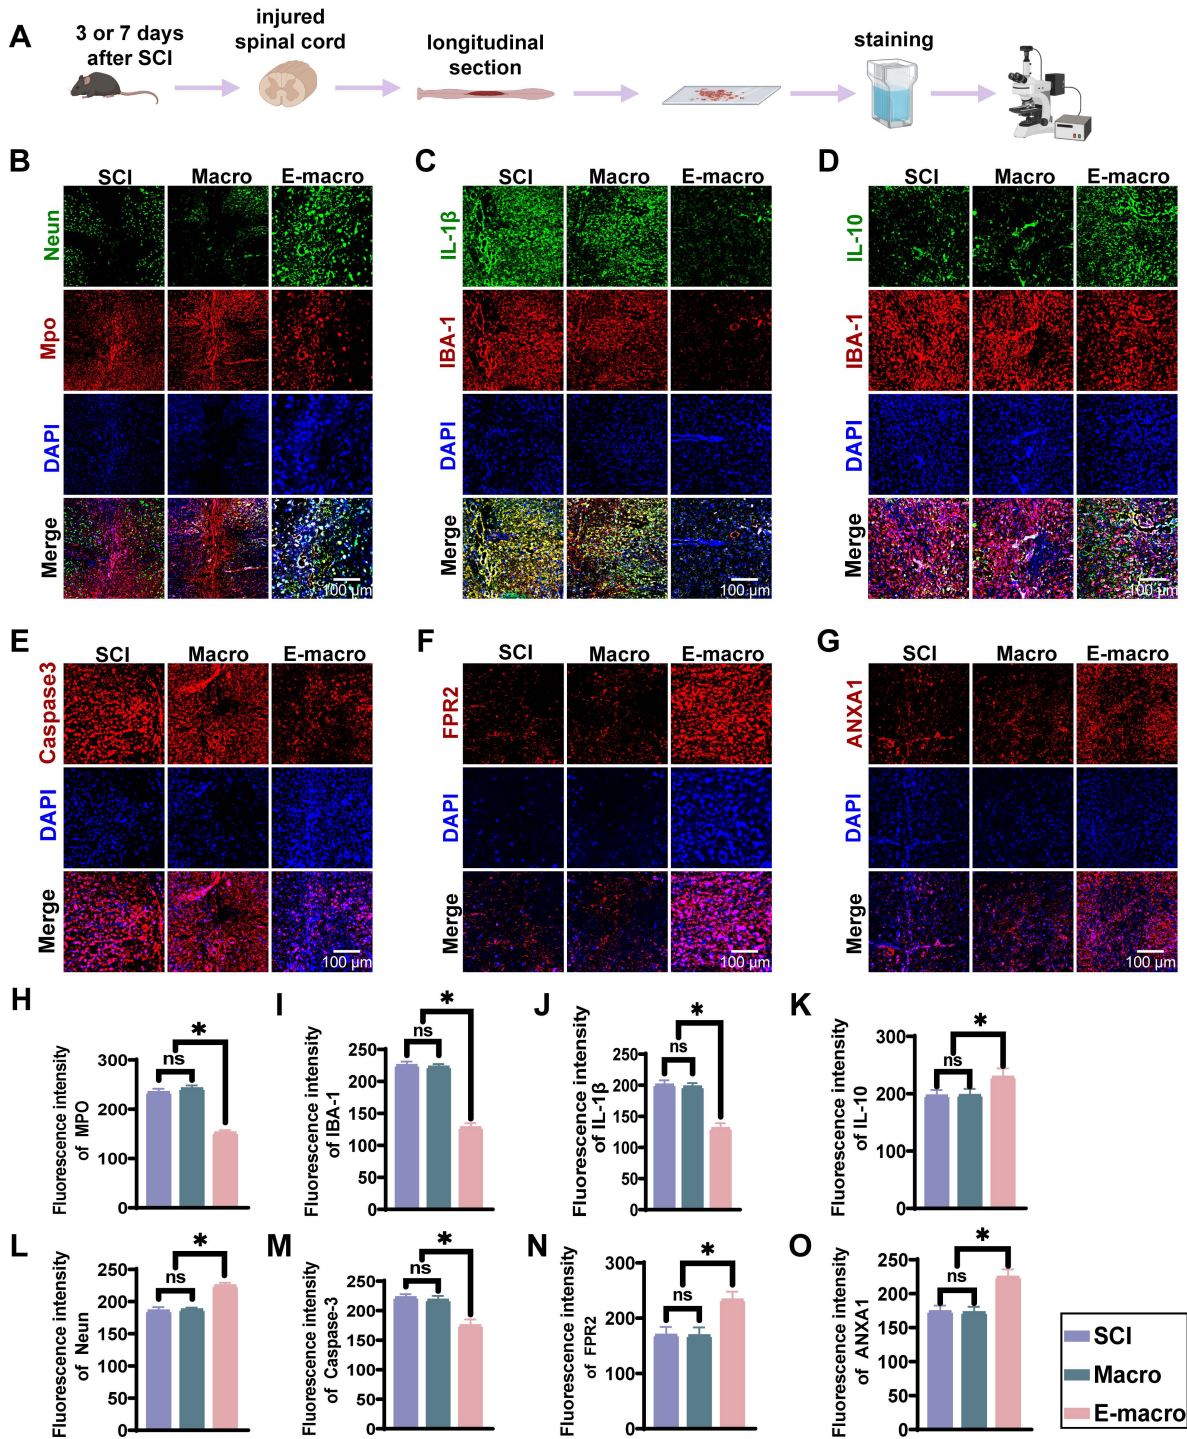 A
3 or 7 days
after SCI
injured
spinal cord
longitudinal
section
staining
B
SCI
Macro
E-macro
Neun
Mpo
DAPI
Merge
100 μm
C
SCI
Macro
E-macro
IL-1β
IBA-1
DAPI
Merge
100 μm
D
SCI
Macro
E-macro
IL-10
IBA-1
DAPI
Merge
100 μm
E
SCI
Macro
E-macro
Caspase3
DAPI
Merge
100 μm
F
SCI
Macro
E-macro
FPR2
DAPI
Merge
100 μm
G
SCI
Macro
E-macro
ANXA1
DAPI
Merge
100 μm
H
Fluorescence intensity
of MPO
300
200
100
0
ns
*
I
Fluorescence intensity
of IBA-1
250
200
150
100
50
0
ns
*
J
Fluorescence intensity
of IL-1β
250
200
150
100
50
0
ns
*
K
Fluorescence intensity
of IL-10
300
200
100
0
ns
*
L
Fluorescence intensity
of Neun
250
200
150
100
50
0
ns
*
M
Fluorescence intensity
of Caspase-3
250
200
150
100
50
0
ns
*
N
Fluorescence intensity
of FPR2
300
200
100
0
ns
*
O
Fluorescence intensity
of ANXA1
250
200
150
100
50
0
ns
*
SCI
Macro
E-macro